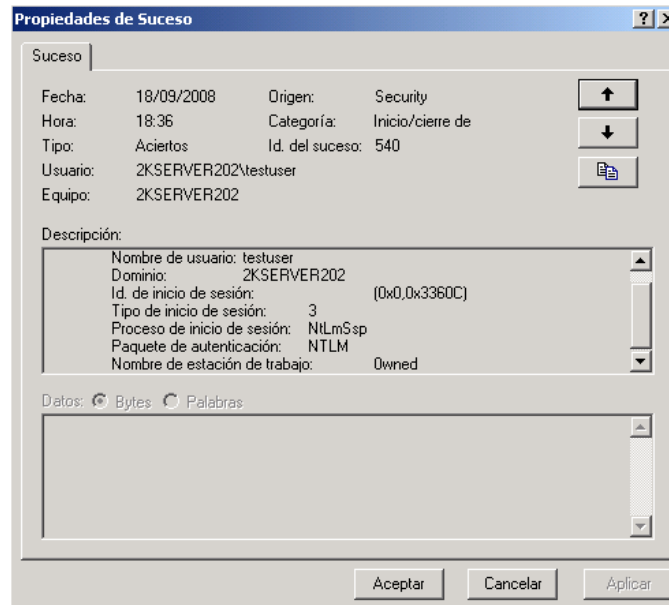 Propiedades de Suceso
Suceso
Fecha: 18/09/2008 Origen: Security
Hora: 18:36 Categoría: Inicio/cierre de
Tipo: Aciertos Id. del suceso: 540
Usuario: 2KSERVER202\testuser
Equipo: 2KSERVER202
Descripción:
Nombre de usuario: testuser
Dominio: 2KSERVER202
Id. de inicio de sesión: (0x0,0x3360C)
Tipo de inicio de sesión: 3
Proceso de inicio de sesión: NtLmSsp
Paquete de autenticación: NTLM
Nombre de estación de trabajo: 0wned
Datos: Bytes Palabras
Aceptar Cancelar Aplicar